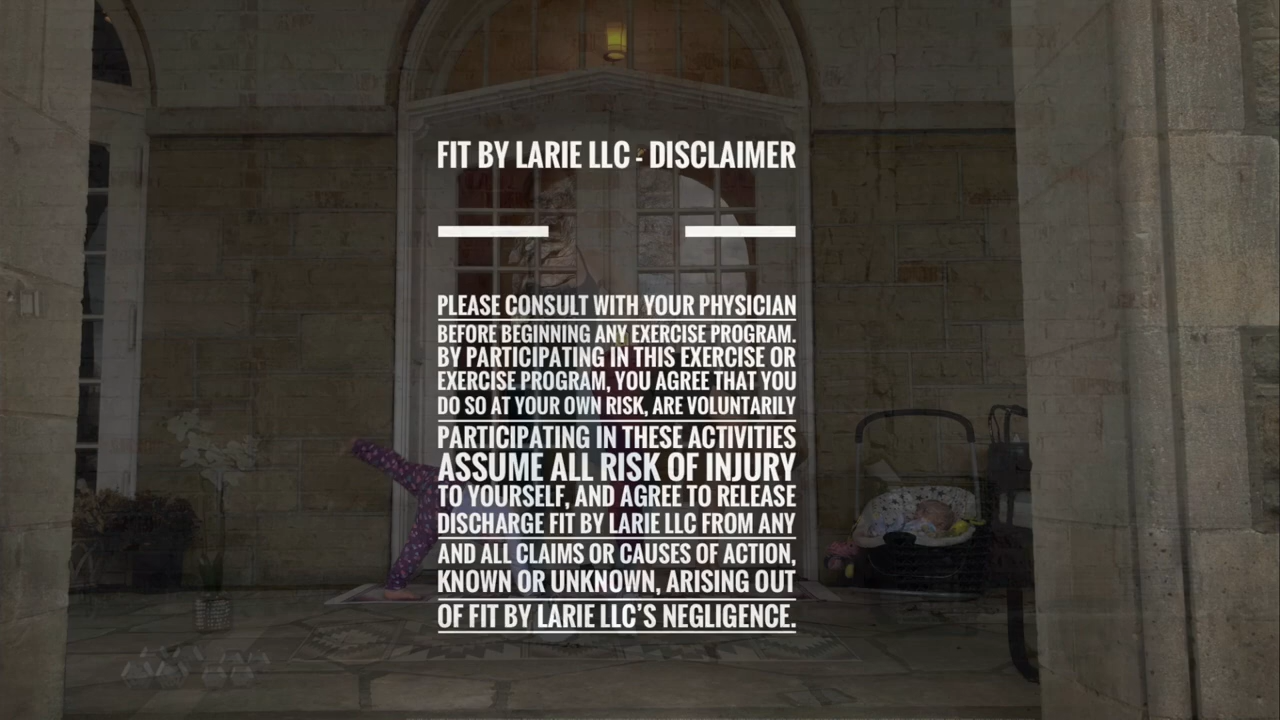 FIT BY LARIE LLC - DISCLAIMER
PLEASE CONSULT WITH YOUR PHYSICIAN
BEFORE BEGINNING ANY EXERCISE PROGRAM.
BY PARTICIPATING IN THIS EXERCISE OR
EXERCISE PROGRAM, YOU AGREE THAT YOU
DO SO AT YOUR OWN RISK, ARE VOLUNTARILY
PARTICIPATING IN THESE ACTIVITIES
ASSUME ALL RISK OF INJURY
TO YOURSELF, AND AGREE TO RELEASE
DISCHARGE FIT BY LARIE LLC FROM ANY
AND ALL CLAIMS OR CAUSES OF ACTION,
KNOWN OR UNKNOWN, ARISING OUT
OF FIT BY LARIE LLC'S NEGLIGENCE.